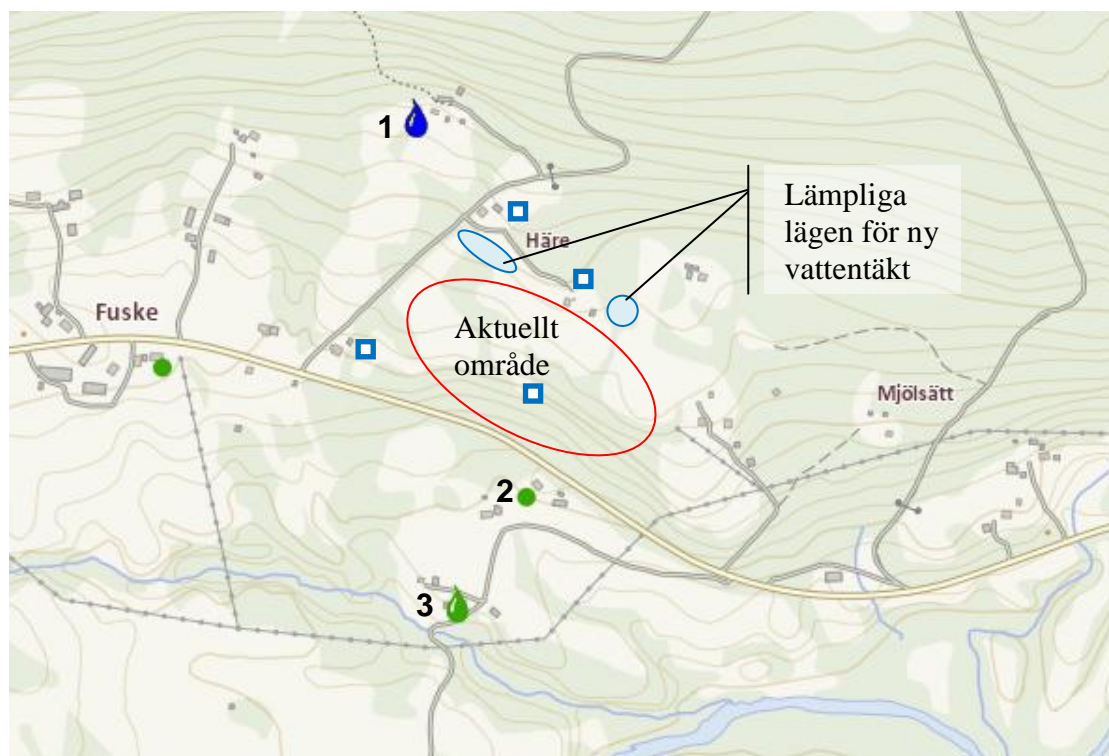 1
Lämpliga
lägen för ny
vattentäkt
Häre
Fuske
Aktuellt
område
Mjölsätt
2
3